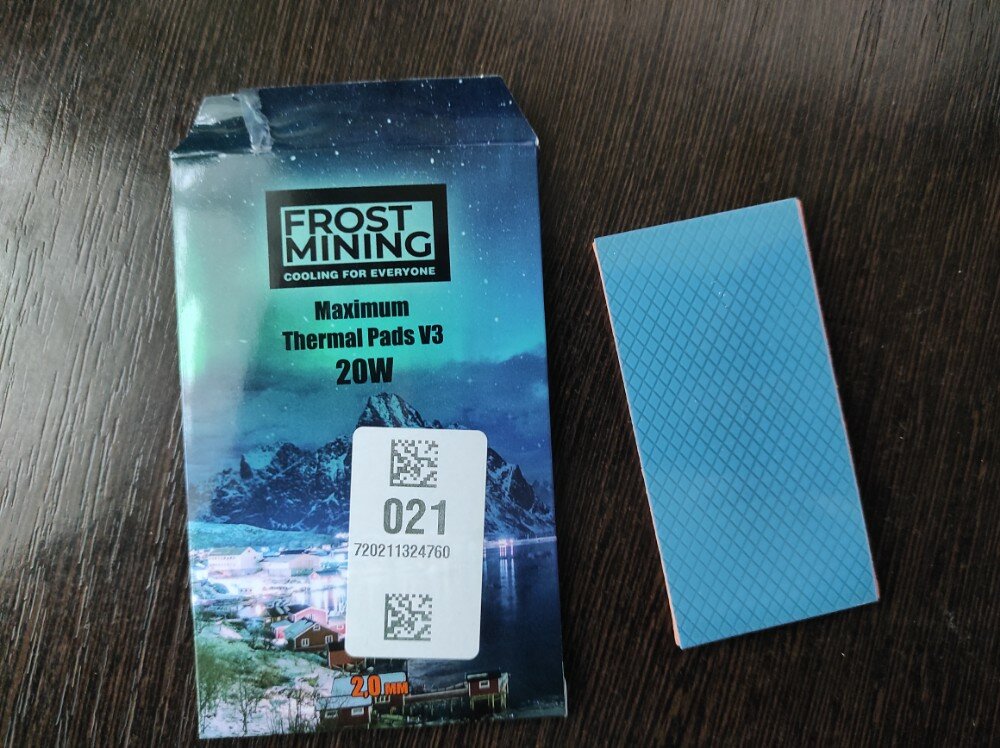 FROST
MINING
COOLING FOR EVERYONE
Maximum
Thermal Pads V3
20W
021
720211324760
2,0 мм